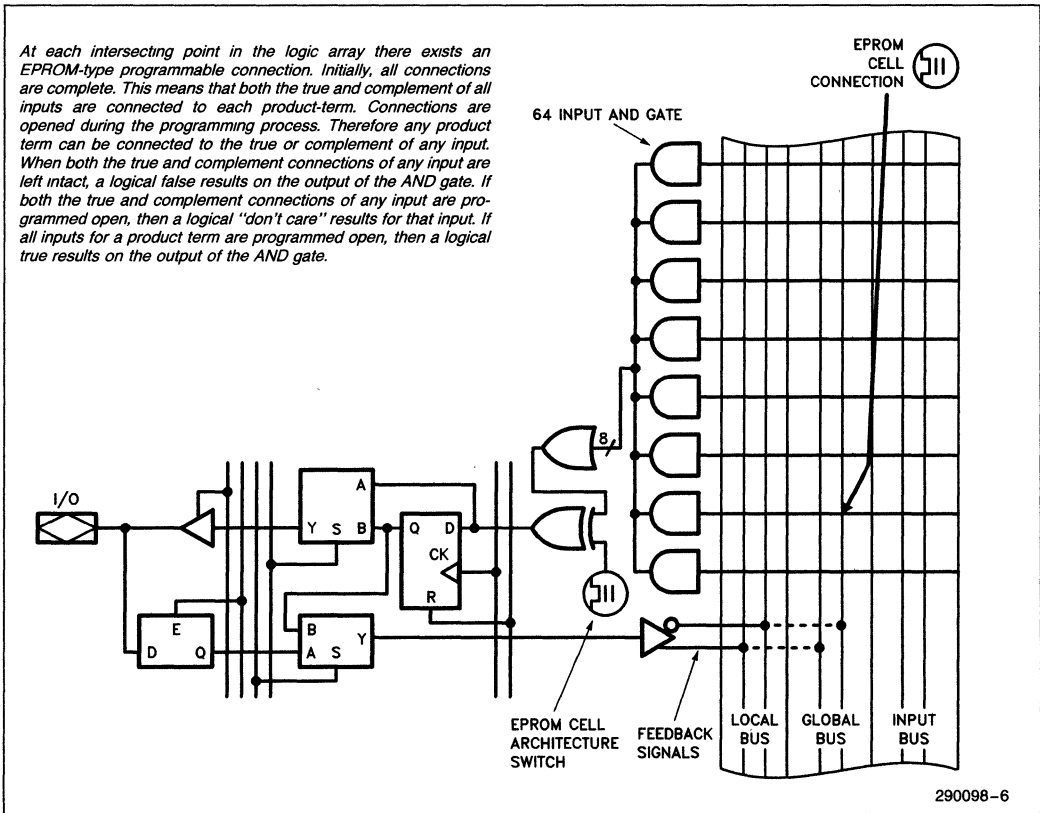 At each intersecting point in the logic array there exists an
EPROM-type programmable connection. Initially, all connections
are complete. This means that both the true and complement of all
inputs are connected to each product-term. Connections are
opened during the programming process. Therefore any product
term can be connected to the true or complement of any input.
When both the true and complement connections of any input are
left intact, a logical false results on the output of the AND gate. If
both the true and complement connections of any input are pro-
grammed open, then a logical "don't care" results for that input. If
all inputs for a product term are programmed open, then a logical
true results on the output of the AND gate.
EPROM
CELL
CONNECTION
64 INPUT AND GATE
8
I/O
A
Y S B
Q D
CK
R
E
D Q
B
A S
Y
EPROM CELL
ARCHITECTURE
SWITCH
FEEDBACK
SIGNALS
LOCAL
BUS
GLOBAL
BUS
INPUT
BUS
290098-6